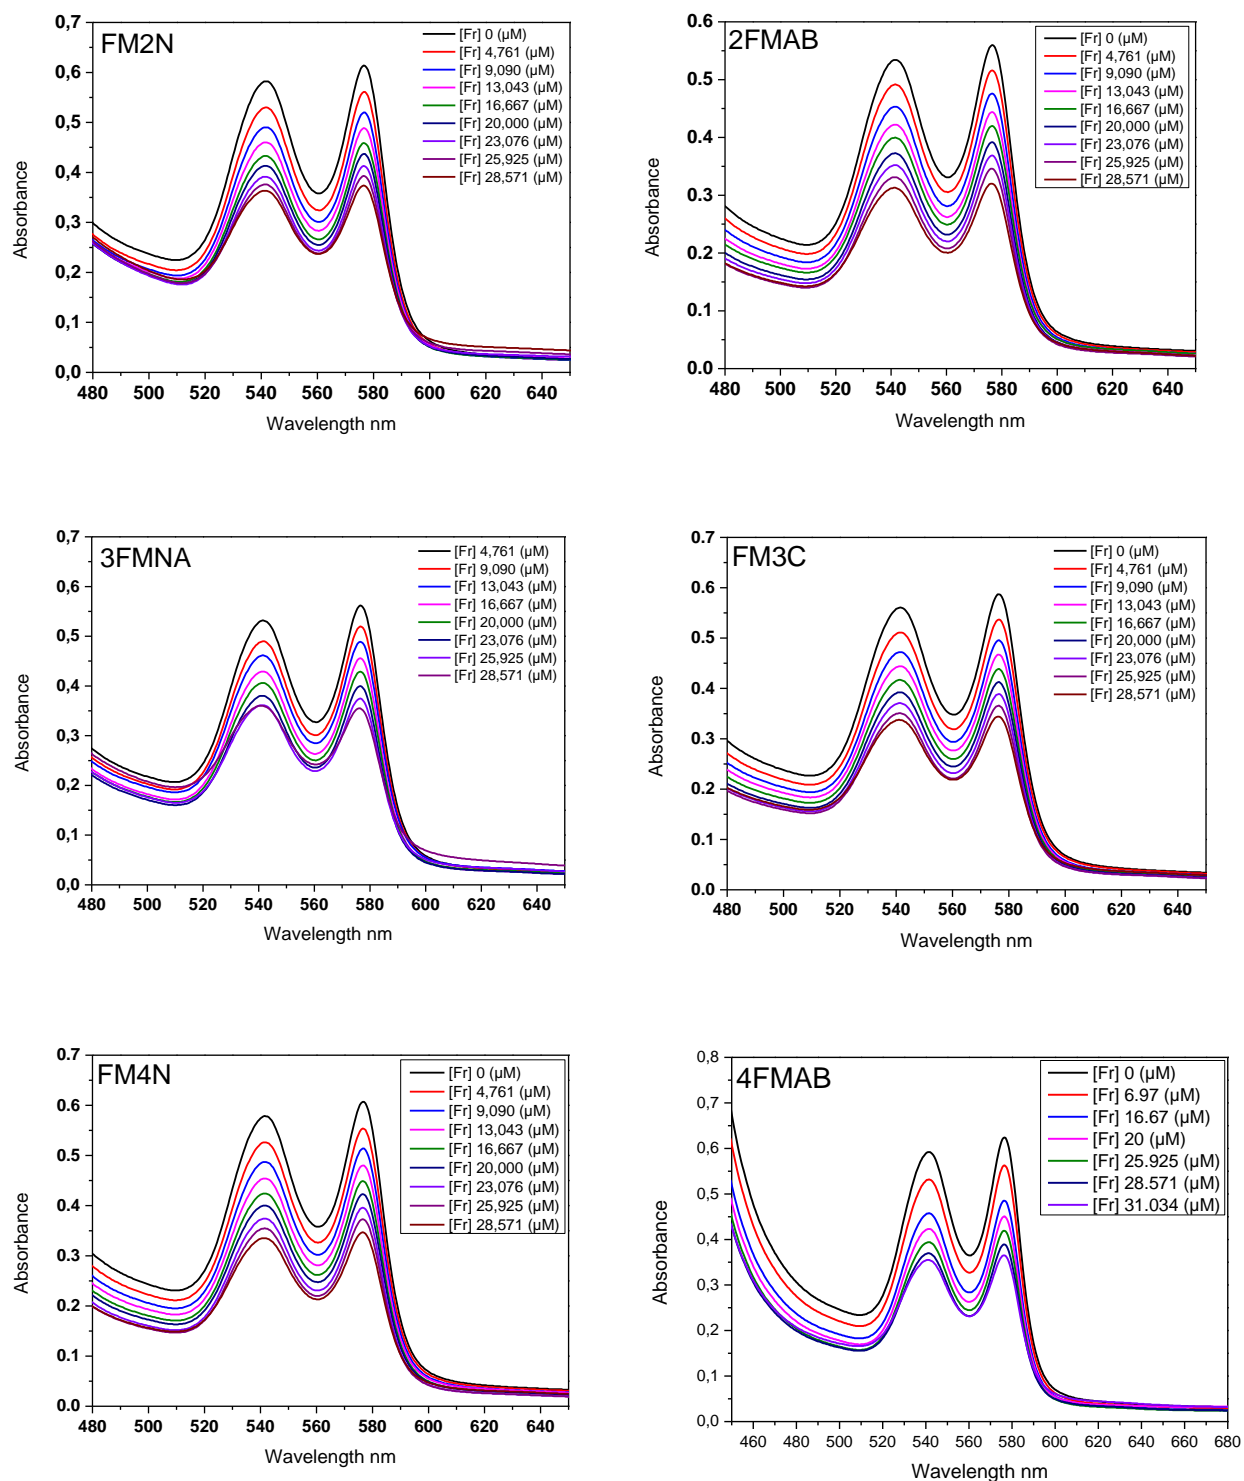 FM2N
[Fr] 0 (µM)
[Fr] 4,761 (µM)
[Fr] 9,090 (µM)
[Fr] 13,043 (µM)
[Fr] 16,667 (µM)
[Fr] 20,000 (µM)
[Fr] 23,076 (µM)
[Fr] 25,925 (µM)
[Fr] 28,571 (µM)
0,7
0,6
0,5
0,4
0,3
0,2
0,1
0,0
Absorbance
480 500 520 540 560 580 600 620 640
Wavelength nm
2FMAB
[Fr] 0 (µM)
[Fr] 4,761 (µM)
[Fr] 9,090 (µM)
[Fr] 13,043 (µM)
[Fr] 16,667 (µM)
[Fr] 20,000 (µM)
[Fr] 23,076 (µM)
[Fr] 25,925 (µM)
[Fr] 28,571 (µM)
0.6
0.5
0.4
0.3
0.2
0.1
0.0
Absorbance
480 500 520 540 560 580 600 620 640
Wavelength nm
3FMNA
[Fr] 4,761 (µM)
[Fr] 9,090 (µM)
[Fr] 13,043 (µM)
[Fr] 16,667 (µM)
[Fr] 20,000 (µM)
[Fr] 23,076 (µM)
[Fr] 25,925 (µM)
[Fr] 28,571 (µM)
0,7
0,6
0,5
0,4
0,3
0,2
0,1
0,0
Absorbance
480 500 520 540 560 580 600 620 640
Wavelength nm
FM3C
[Fr] 0 (µM)
[Fr] 4,761 (µM)
[Fr] 9,090 (µM)
[Fr] 13,043 (µM)
[Fr] 16,667 (µM)
[Fr] 20,000 (µM)
[Fr] 23,076 (µM)
[Fr] 25,925 (µM)
[Fr] 28,571 (µM)
0.7
0.6
0.5
0.4
0.3
0.2
0.1
0.0
Absorbance
480 500 520 540 560 580 600 620 640
Wavelength nm
FM4N
[Fr] 0 (µM)
[Fr] 4,761 (µM)
[Fr] 9,090 (µM)
[Fr] 13,043 (µM)
[Fr] 16,667 (µM)
[Fr] 20,000 (µM)
[Fr] 23,076 (µM)
[Fr] 25,925 (µM)
[Fr] 28,571 (µM)
0.7
0.6
0.5
0.4
0.3
0.2
0.1
0.0
Absorbance
480 500 520 540 560 580 600 620 640
Wavelength nm
4FMAB
[Fr] 0 (µM)
[Fr] 6.97 (µM)
[Fr] 16.67 (µM)
[Fr] 20 (µM)
[Fr] 25.925 (µM)
[Fr] 28.571 (µM)
[Fr] 31.034 (µM)
0,8
0,7
0,6
0,5
0,4
0,3
0,2
0,1
0,0
Absorbance
460 480 500 520 540 560 580 600 620 640 660 680
Wavelength nm